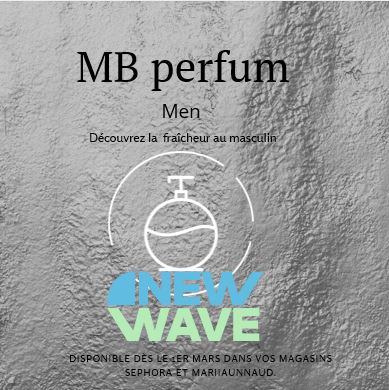 MB perfum
Men
Découvrez la fraîcheur au masculin
NEW
WAVE
DISPONIBLE DÈS LE 1ER MARS DANS VOS MAGASINS
SEPHORA ET MARIIAUNNAUD.